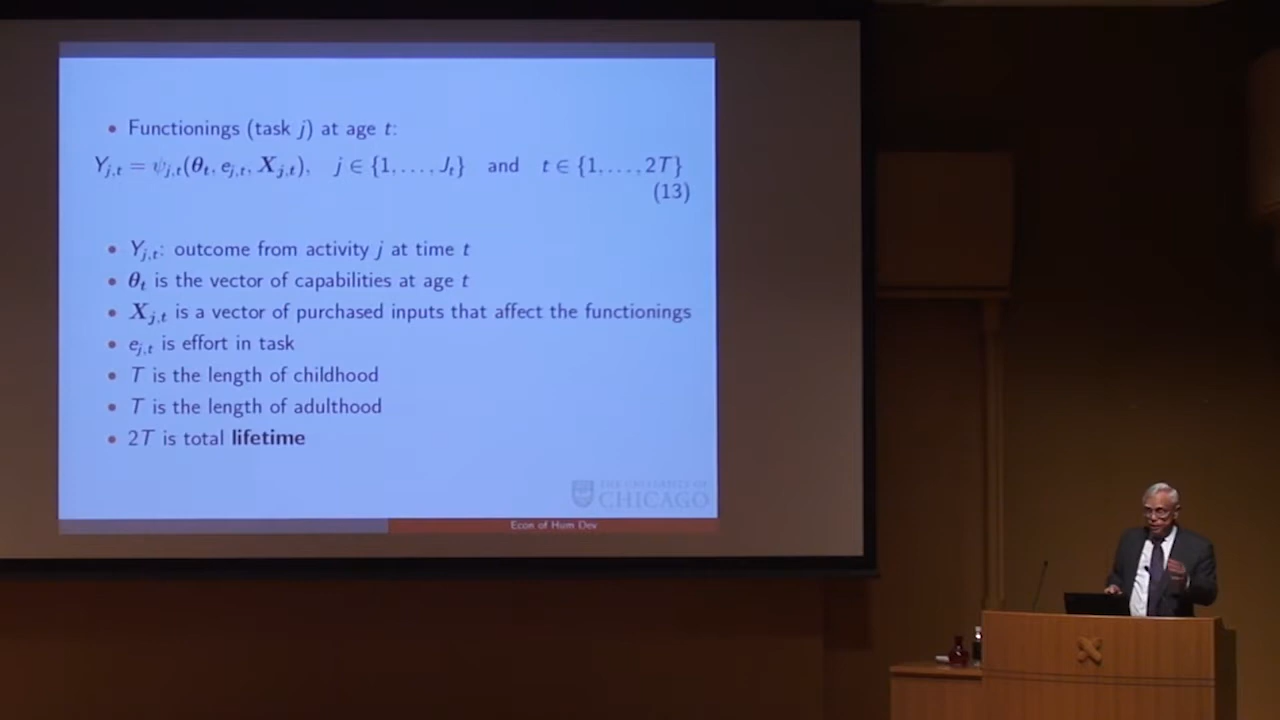 • Functionings (task j) at age t:
Y_{j,t} = ψ_{j,t}(θ_t, e_{j,t}, X_{j,t}), j ∈ {1, . . . , J_t} and t ∈ {1, . . . , 2T}
(13)
• Y_{j,t}: outcome from activity j at time t
• θ_t is the vector of capabilities at age t
• X_{j,t} is a vector of purchased inputs that affect the functionings
• e_{j,t} is effort in task
• T is the length of childhood
• T is the length of adulthood
• 2T is total lifetime
THE UNIVERSITY OF
CHICAGO
Econ of Hum Dev